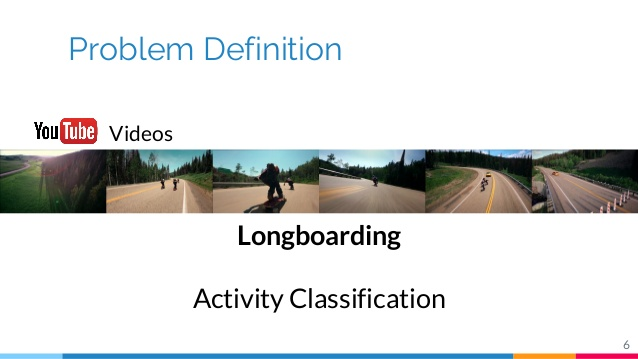 Problem Definition
YouTube Videos
Longboarding
Activity Classification
6